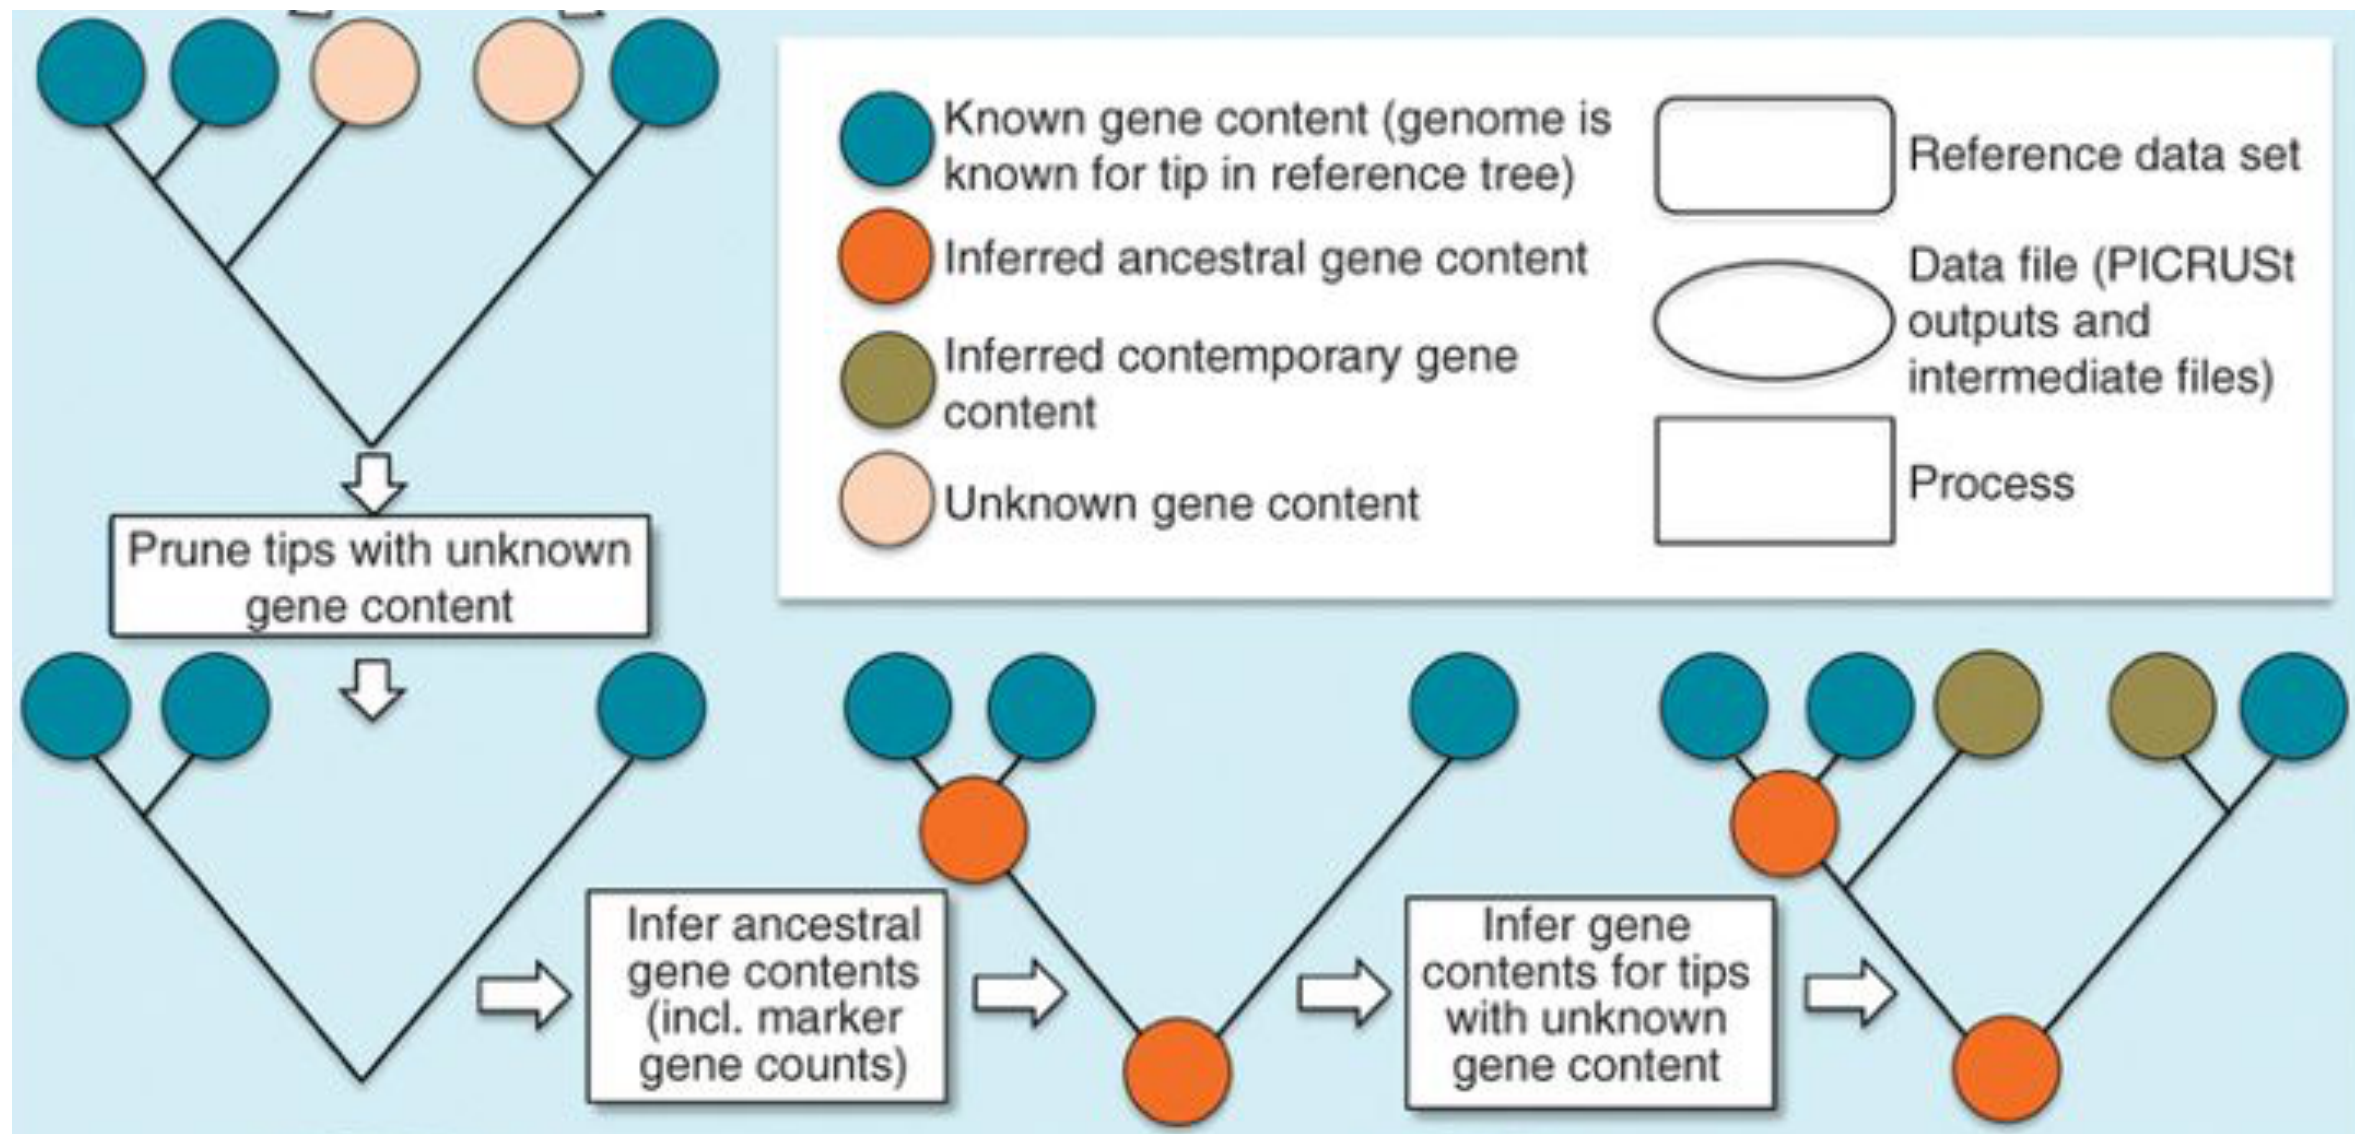 Known gene content (genome is
known for tip in reference tree)
Inferred ancestral gene content
Inferred contemporary gene
content
Unknown gene content
Reference data set
Data file (PICRUSt
outputs and
intermediate files)
Process
Prune tips with unknown
gene content
Infer ancestral
gene contents
(incl. marker
gene counts)
Infer gene
contents for tips
with unknown
gene content